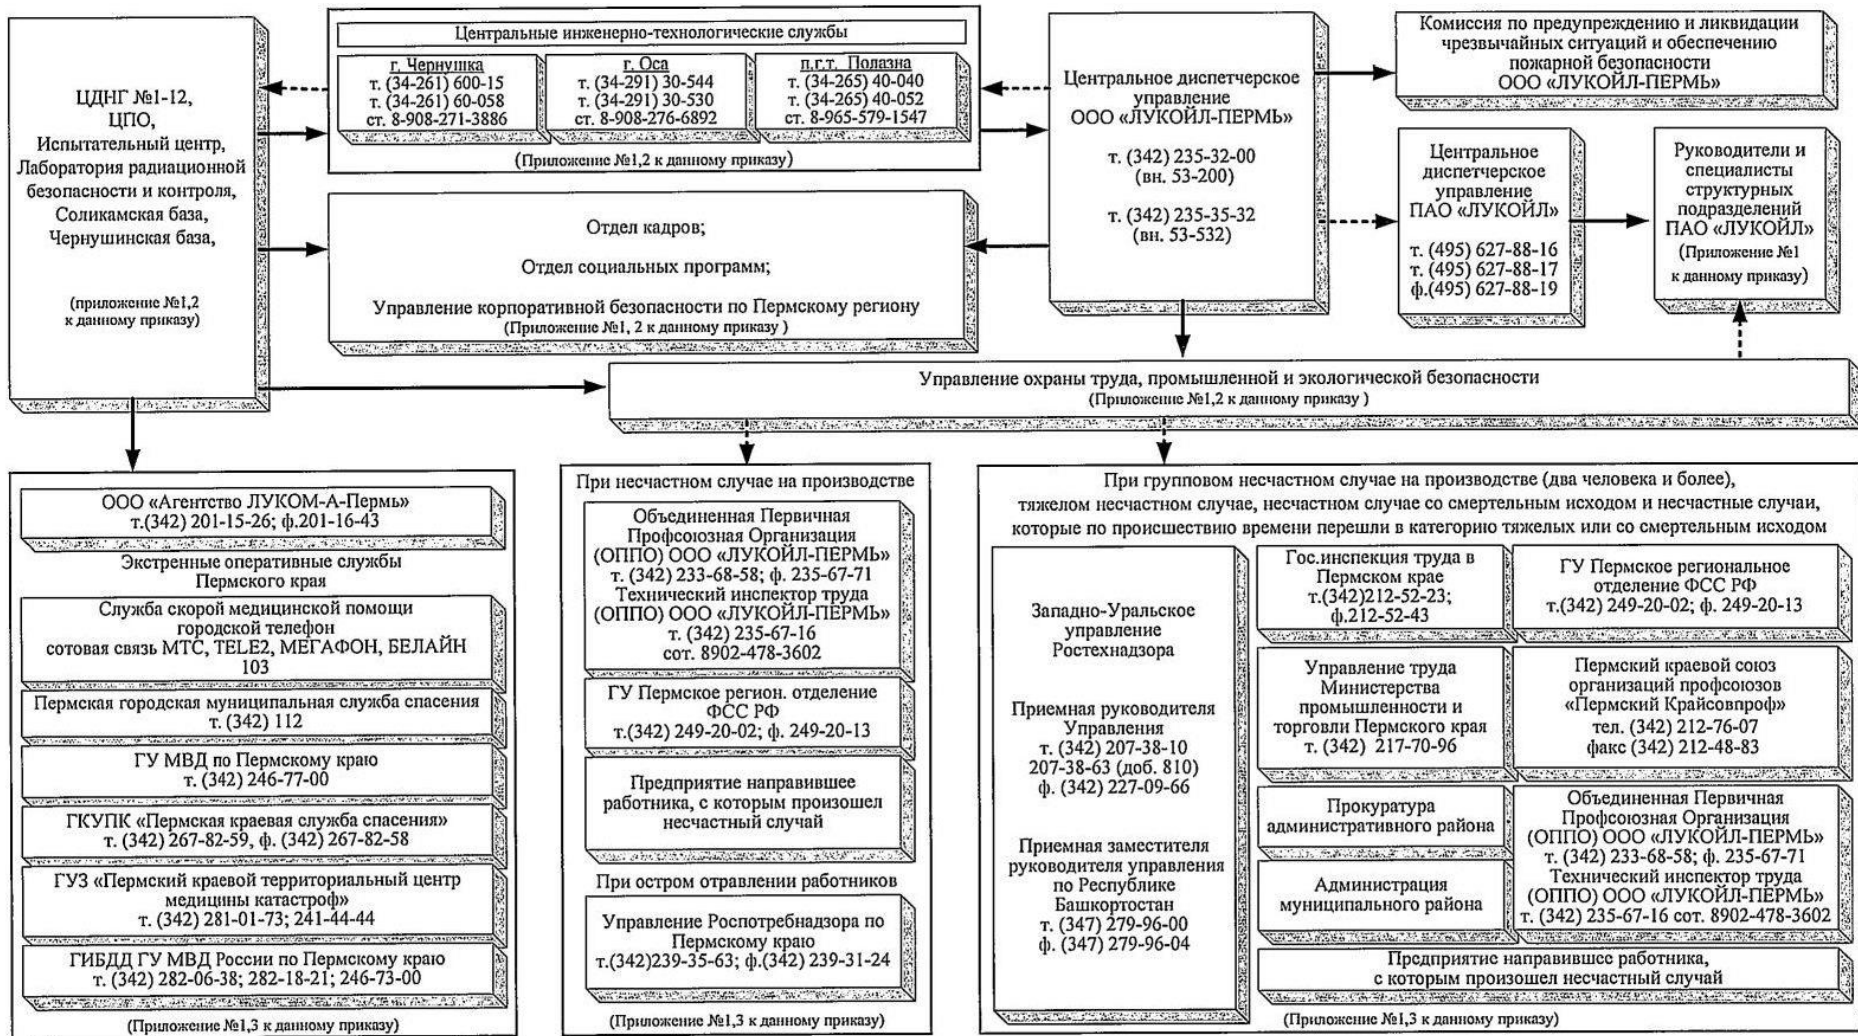 ЦДНГ №1-12,
ЦПО,
Испытательный центр,
Лаборатория радиационной
безопасности и контроля,
Соликамская база,
Чернушинская база,
(приложение №1,2
к данному приказу)
Центральные инженерно-технологические службы
г. Чернушка
т. (34-261) 600-15
т. (34-261) 60-058
ст. 8-908-271-3886
г. Оса
т. (34-291) 30-544
т. (34-291) 30-530
ст. 8-908-276-6892
п.г.т. Полазна
т. (34-265) 40-040
т. (34-265) 40-052
ст. 8-965-579-1547
(Приложение №1,2 к данному приказу)
Отдел кадров;
Отдел социальных программ;
Управление корпоративной безопасности по Пермскому региону
(Приложение №1, 2 к данному приказу )
Центральное диспетчерское
управление
ООО «ЛУКОЙЛ-ПЕРМЬ»
т. (342) 235-32-00
(вн. 53-200)
т. (342) 235-35-32
(вн. 53-532)
Комиссия по предупреждению и ликвидации
чрезвычайных ситуаций и обеспечению
пожарной безопасности
ООО «ЛУКОЙЛ-ПЕРМЬ»
Центральное
диспетчерское
управление
ПАО «ЛУКОЙЛ»
т. (495) 627-88-16
т. (495) 627-88-17
ф.(495) 627-88-19
Руководители и
специалисты
структурных
подразделений
ПАО «ЛУКОЙЛ»
(Приложение №1
к данному приказу)
Управление охраны труда, промышленной и экологической безопасности
(Приложение №1,2 к данному приказу )
ООО «Агентство ЛУКОМ-А-Пермь»
т.(342) 201-15-26; ф.201-16-43
Экстренные оперативные службы
Пермского края
Служба скорой медицинской помощи
городской телефон
сотовая связь МТС, TELE2, МЕГАФОН, БЕЛАЙН
103
Пермская городская муниципальная служба спасения
т. (342) 112
ГУ МВД по Пермскому краю
т. (342) 246-77-00
ГКУПК «Пермская краевая служба спасения»
т. (342) 267-82-59, ф. (342) 267-82-58
ГУЗ «Пермский краевой территориальный центр
медицины катастроф»
т. (342) 281-01-73; 241-44-44
ГИБДД ГУ МВД России по Пермскому краю
т. (342) 282-06-38; 282-18-21; 246-73-00
(Приложение №1,3 к данному приказу)
При несчастном случае на производстве
Объединенная Первичная
Профсоюзная Организация
(ОППО) ООО «ЛУКОЙЛ-ПЕРМЬ»
т. (342) 233-68-58; ф. 235-67-71
Технический инспектор труда
(ОППО) ООО «ЛУКОЙЛ-ПЕРМЬ»
т. (342) 235-67-16
сот. 8902-478-3602
ГУ Пермское регион. отделение
ФСС РФ
т.(342) 249-20-02; ф. 249-20-13
Предприятие направившее
работника, с которым произошел
несчастный случай
При остром отравлении работников
Управление Роспотребнадзора по
Пермскому краю
т.(342)239-35-63; ф.(342) 239-31-24
(Приложение №1,3 к данному приказу)
При групповом несчастном случае на производстве (два человека и более),
тяжелом несчастном случае, несчастном случае со смертельным исходом и несчастные случаи,
которые по происшествию времени перешли в категорию тяжелых или со смертельным исходом
Западно-Уральское
управление
Ростехнадзора
Приемная руководителя
Управления
т. (342) 207-38-10
207-38-63 (доб. 810)
ф. (342) 227-09-66
Приемная заместителя
руководителя управления
по Республике
Башкортостан
т. (347) 279-96-00
ф. (347) 279-96-04
Гос.инспекция труда в
Пермском крае
т.(342)212-52-23;
ф.212-52-43
ГУ Пермское региональное
отделение ФСС РФ
т.(342) 249-20-02; ф. 249-20-13
Управление труда
Министерства
промышленности и
торговли Пермского края
т. (342) 217-70-96
Пермский краевой союз
организаций профсоюзов
«Пермский Крайсовпроф»
тел. (342) 212-76-07
факс (342) 212-48-83
Прокуратура
административного района
Администрация
муниципального района
Объединенная Первичная
Профсоюзная Организация
(ОППО) ООО «ЛУКОЙЛ-ПЕРМЬ»
т. (342) 233-68-58; ф. 235-67-71
Технический инспектор труда
(ОППО) ООО «ЛУКОЙЛ-ПЕРМЬ»
т. (342) 235-67-16 сот. 8902-478-3602
Предприятие направившее работника,
с которым произошел несчастный случай
(Приложение №1,3 к данному приказу)